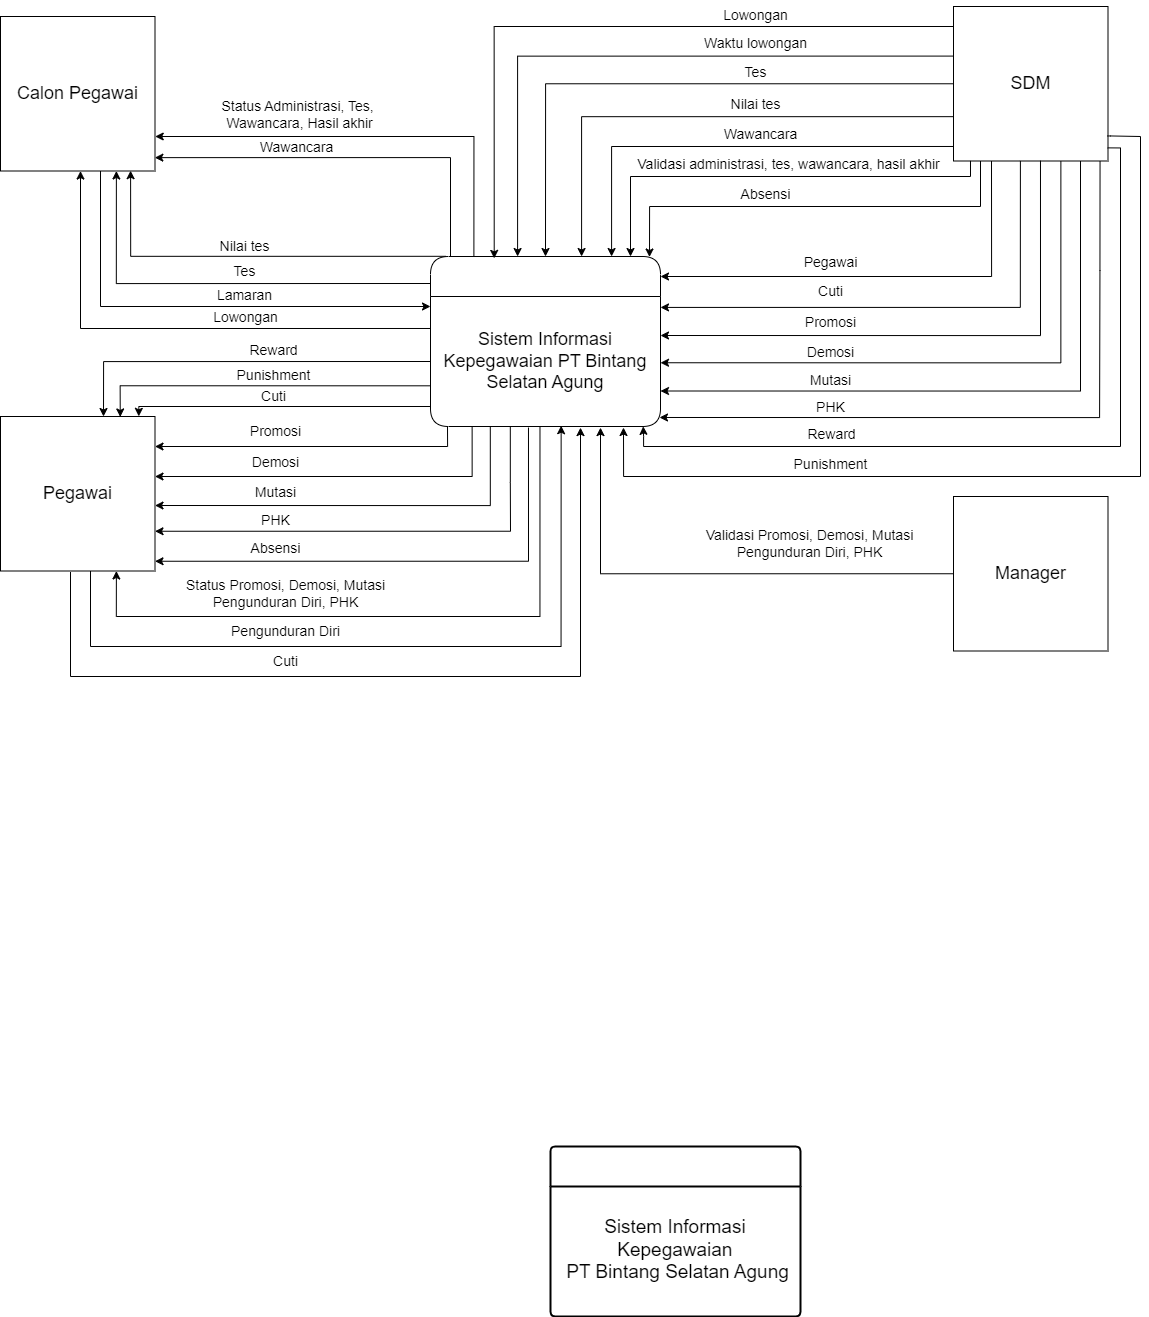 Lowongan
Waktu lowongan
Tes
Nilai tes
Wawancara
Validasi administrasi, tes, wawancara, hasil akhir
Absensi
SDM
Calon Pegawai
Status Administrasi, Tes,
Wawancara, Hasil akhir
Wawancara
Nilai tes
Tes
Lamaran
Lowongan
Pegawai
Cuti
Promosi
Demosi
Mutasi
PHK
Reward
Punishment
Sistem Informasi
Kepegawaian PT Bintang
Selatan Agung
Reward
Punishment
Cuti
Promosi
Demosi
Mutasi
PHK
Absensi
Status Promosi, Demosi, Mutasi
Pengunduran Diri, PHK
Pengunduran Diri
Cuti
Pegawai
Validasi Promosi, Demosi, Mutasi
Pengunduran Diri, PHK
Manager
Sistem Informasi
Kepegawaian
PT Bintang Selatan Agung